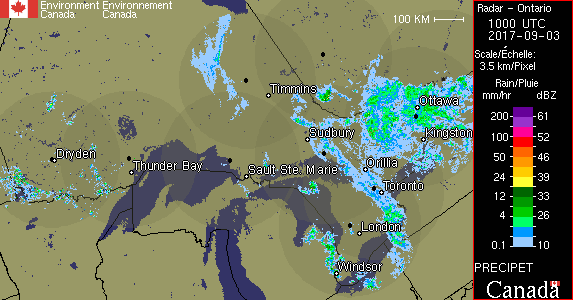 Environment Environnement
Canada Canada
100 KM
Timmins
Ottawa
Sudbury
Kingston
Dryden
Thunder Bay
Sault Ste. Marie
Orillia
Toronto
London
Windsor
Radar - Ontario
1000 UTC
2017-09-03
Scale/Échelle:
3.5 km/Pixel
Rain/Pluie
mm/hr dBZ
200 61
100 52
50 46
24 39
12 33
4 26
0.1 10
PRECIPET
Canada